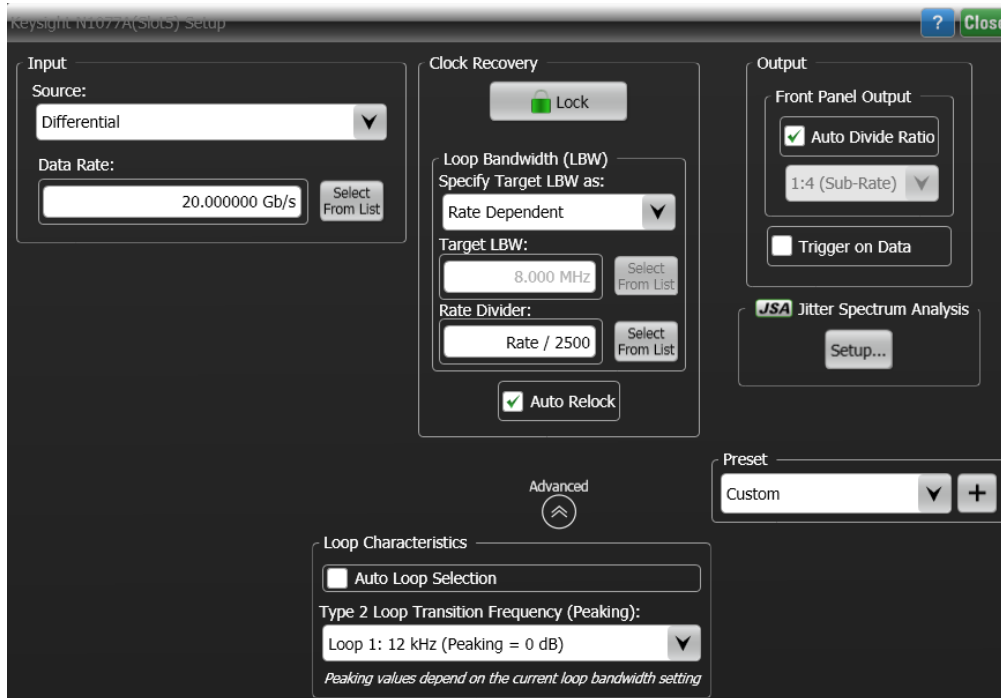 Keysight N1077A(Slot5) Setup
?
Close
Input
Source:
Differential
Data Rate:
20.000000 Gb/s
Select
From List
Clock Recovery
Lock
Loop Bandwidth (LBW)
Specify Target LBW as:
Rate Dependent
Target LBW:
8.000 MHz
Select
From List
Rate Divider:
Rate / 2500
Select
From List
Auto Relock
Output
Front Panel Output
Auto Divide Ratio
1:4 (Sub-Rate)
Trigger on Data
JSA Jitter Spectrum Analysis
Setup...
Preset
Custom
+
Advanced
Loop Characteristics
Auto Loop Selection
Type 2 Loop Transition Frequency (Peaking):
Loop 1: 12 kHz (Peaking = 0 dB)
Peaking values depend on the current loop bandwidth setting